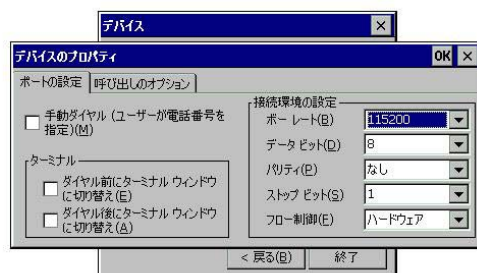 デバイス
デバイスのプロパティ OK
ポートの設定 呼び出しのオプション
手動ダイヤル (ユーザーが電話番号を
指定)(M)
ターミナル
ダイヤル前にターミナル ウィンドウ
に切り替え(E)
ダイヤル後にターミナル ウィンドウ
に切り替え(A)
接続環境の設定
ボー レート(B) 115200
データ ビット(D) 8
パリティ(P) なし
ストップ ビット(S) 1
フロー制御(F) ハードウェア
< 戻る(B) 終了